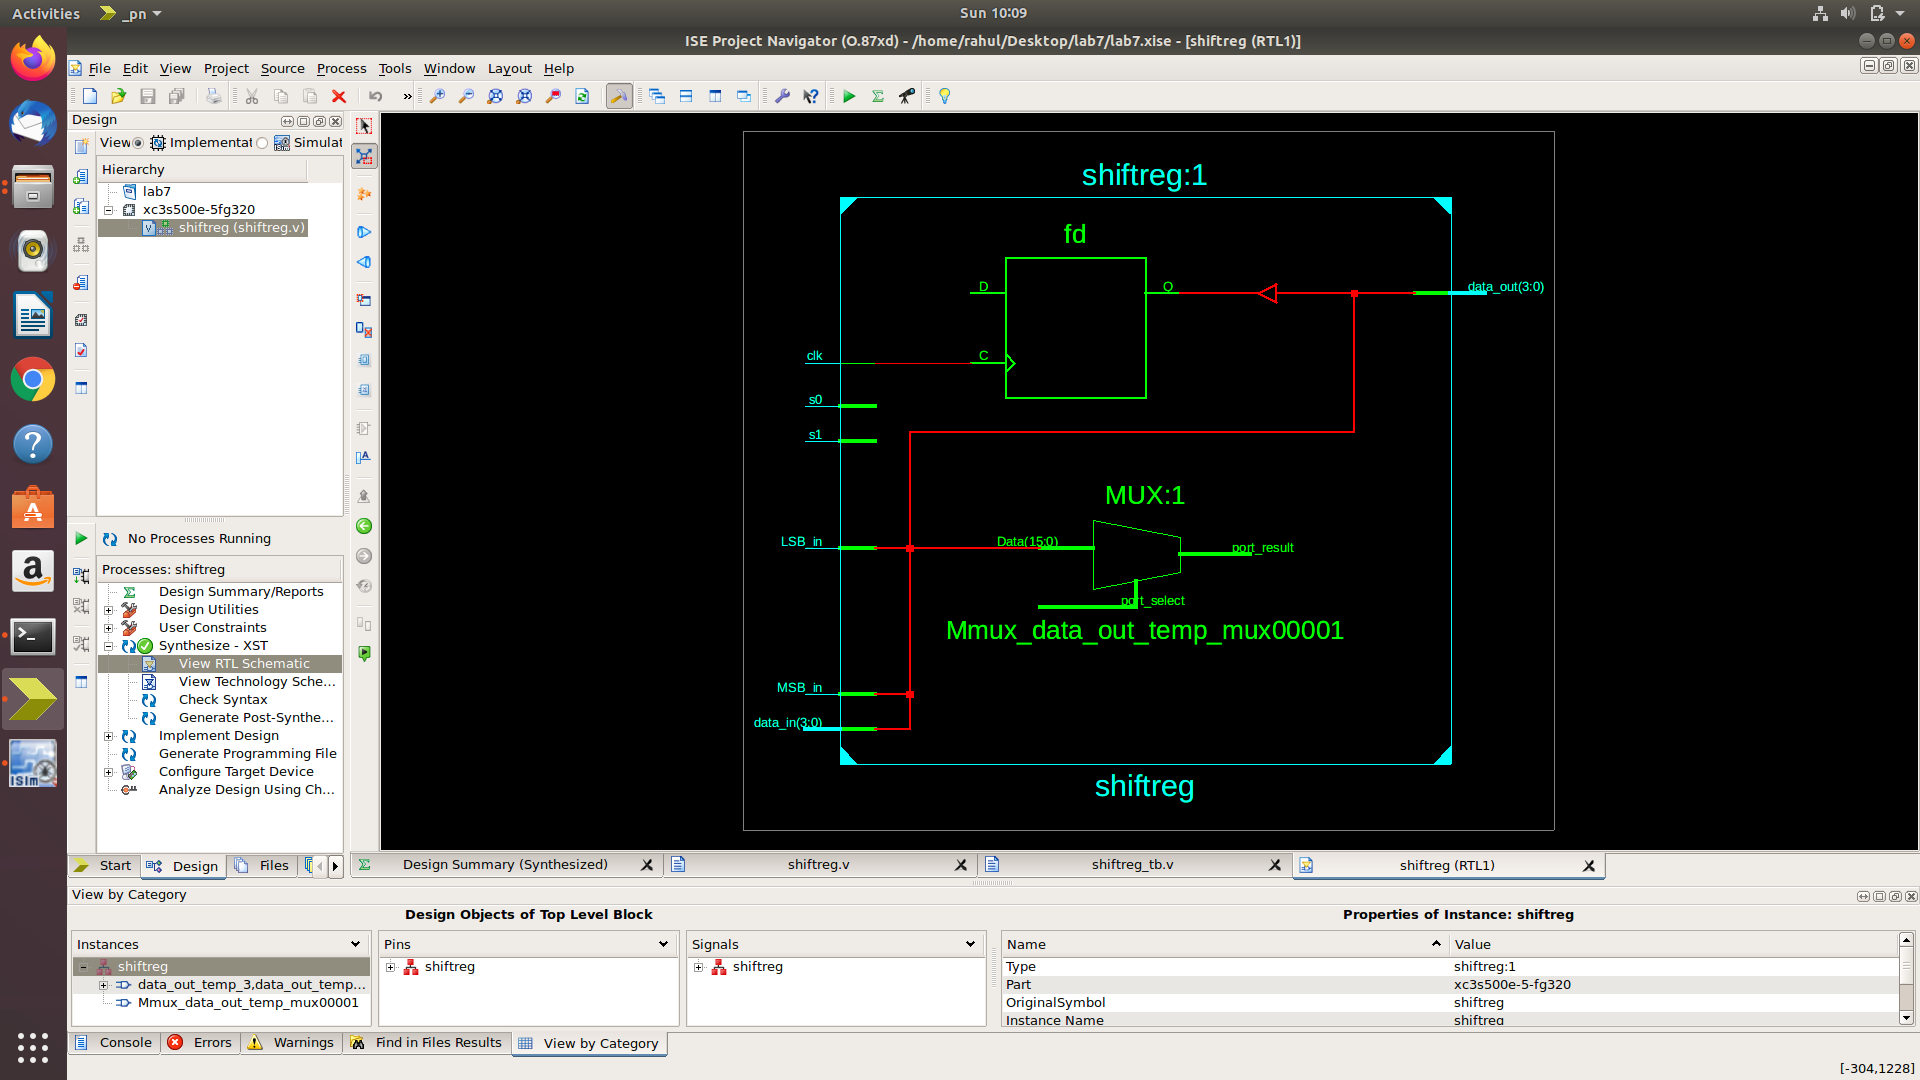 Activities
_pn
Sun 10:09
ISE Project Navigator (O.87xd) - /home/rahul/Desktop/lab7/lab7.xise - [shiftreg (RTL1)]
File Edit View Project Source Process Tools Window Layout Help
Design
View Implementat Simulat
Hierarchy
lab7
xc3s500e-5fg320
shiftreg (shiftreg.v)
No Processes Running
Processes: shiftreg
Design Summary/Reports
Design Utilities
User Constraints
Synthesize - XST
View RTL Schematic
View Technology Sche...
Check Syntax
Generate Post-Synthe...
Implement Design
Generate Programming File
Configure Target Device
Analyze Design Using Ch...
Start Design Files
shiftreg:1
fd
D
Q
data_out(3:0)
clk
C
s0
s1
MUX:1
LSB_in
Data(15:0)
port_result
port_select
Mmux_data_out_temp_mux00001
MSB_in
data_in(3:0)
shiftreg
Design Summary (Synthesized)
shiftreg.v
shiftreg_tb.v
shiftreg (RTL1)
View by Category
Design Objects of Top Level Block
Properties of Instance: shiftreg
Instances
shiftreg
data_out_temp_3,data_out_temp...
Mmux_data_out_temp_mux00001
Pins
shiftreg
Signals
shiftreg
Name Value
Type shiftreg:1
Part xc3s500e-5-fg320
OriginalSymbol shiftreg
Instance Name shiftreg
Console Errors Warnings Find in Files Results View by Category
[-304,1228]